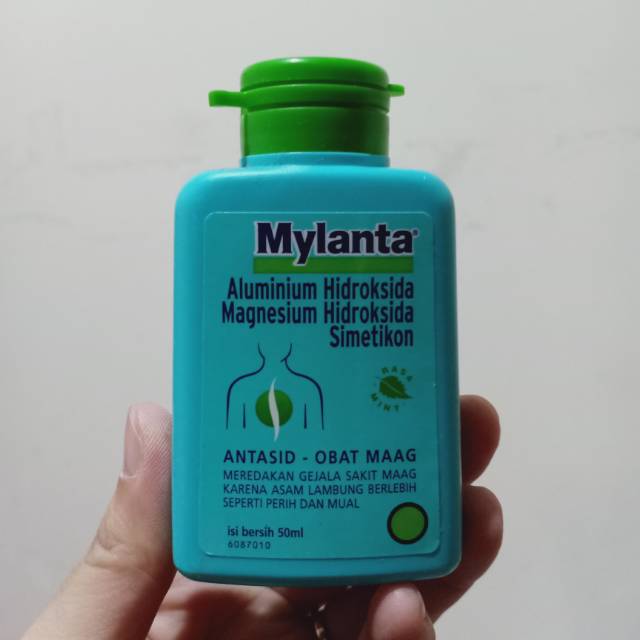 Mylanta®
Aluminium Hidroksida
Magnesium Hidroksida
Simetikon
RASA
MINT
ANTASID - OBAT MAAG
MEREDAKAN GEJALA SAKIT MAAG
KARENA ASAM LAMBUNG BERLEBIH
SEPERTI PERIH DAN MUAL
isi bersih 50ml
6087010